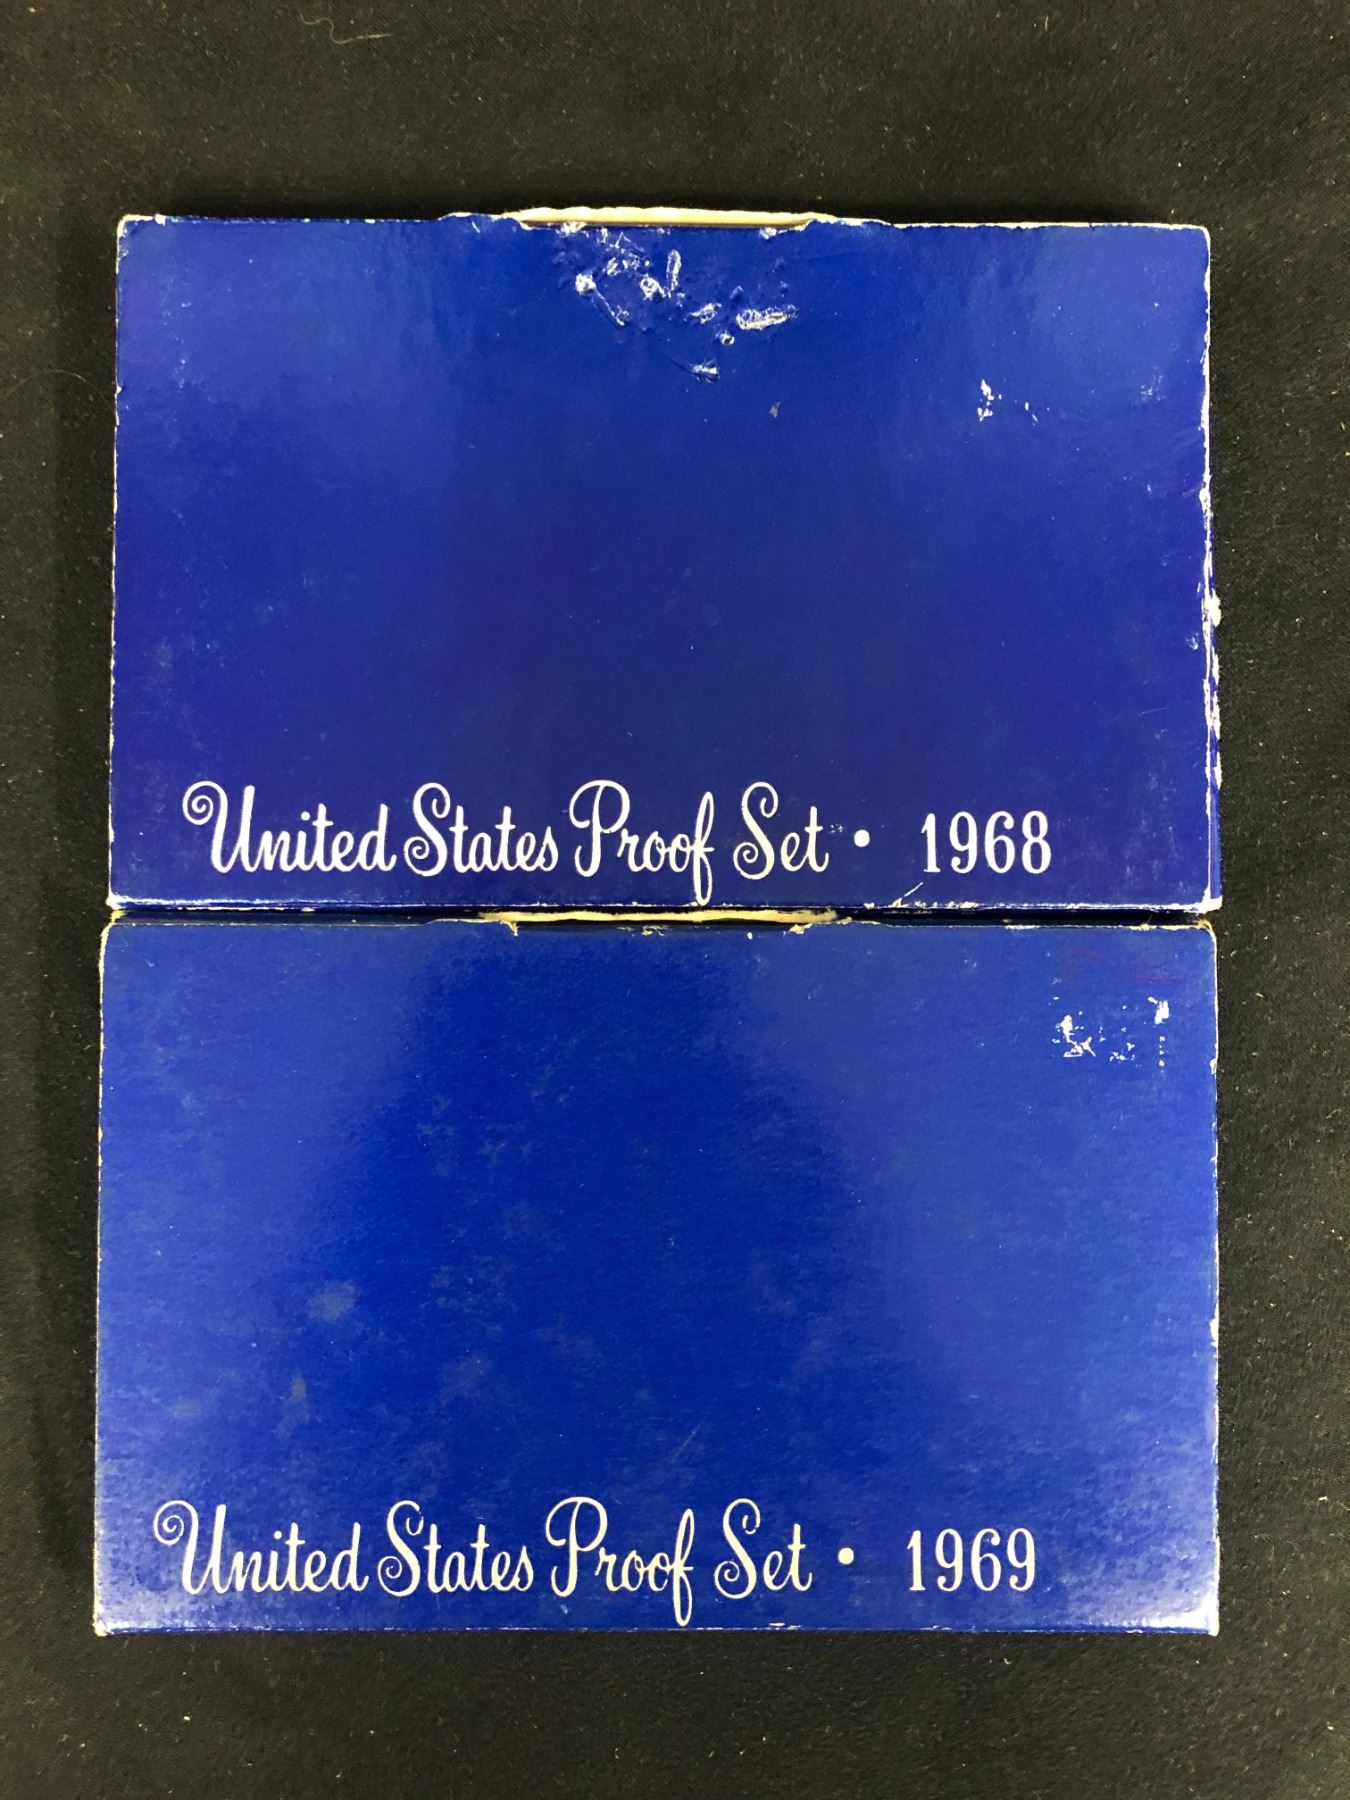 United States Proof Set • 1968
United States Proof Set • 1969